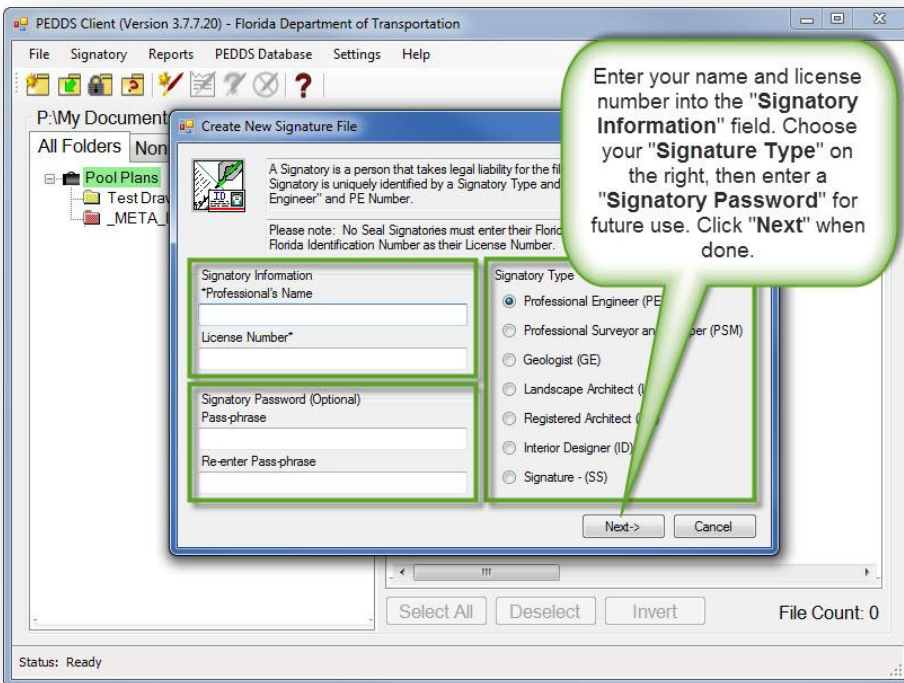 PEDDS Client (Version 3.7.7.20) - Florida Department of Transportation
File Signatory Reports PEDDS Database Settings Help
Enter your name and license
number into the "Signatory
Information" field. Choose
your "Signature Type" on
the right, then enter a
"Signatory Password" for
future use. Click "Next" when
done.
P:\My Document
All Folders Non
Pool Plans
Test Draw
_META_
Create New Signature File
A Signatory is a person that takes legal liability for the
Signatory is uniquely identified by a Signatory Type and
Engineer" and PE Number.
Please note: No Seal Signatories must enter their
Florida Identification Number as their License Number.
Signatory Information
*Professional's Name
License Number*
Signatory Password (Optional)
Pass-phrase
Re-enter Pass-phrase
Signatory Type
Professional Engineer (PE
Professional Surveyor (PSM)
Geologist (GE)
Landscape Architect
Registered Architect
Interior Designer (ID)
Signature - (SS)
Next-> Cancel
Select All Deselect Invert File Count: 0
Status: Ready